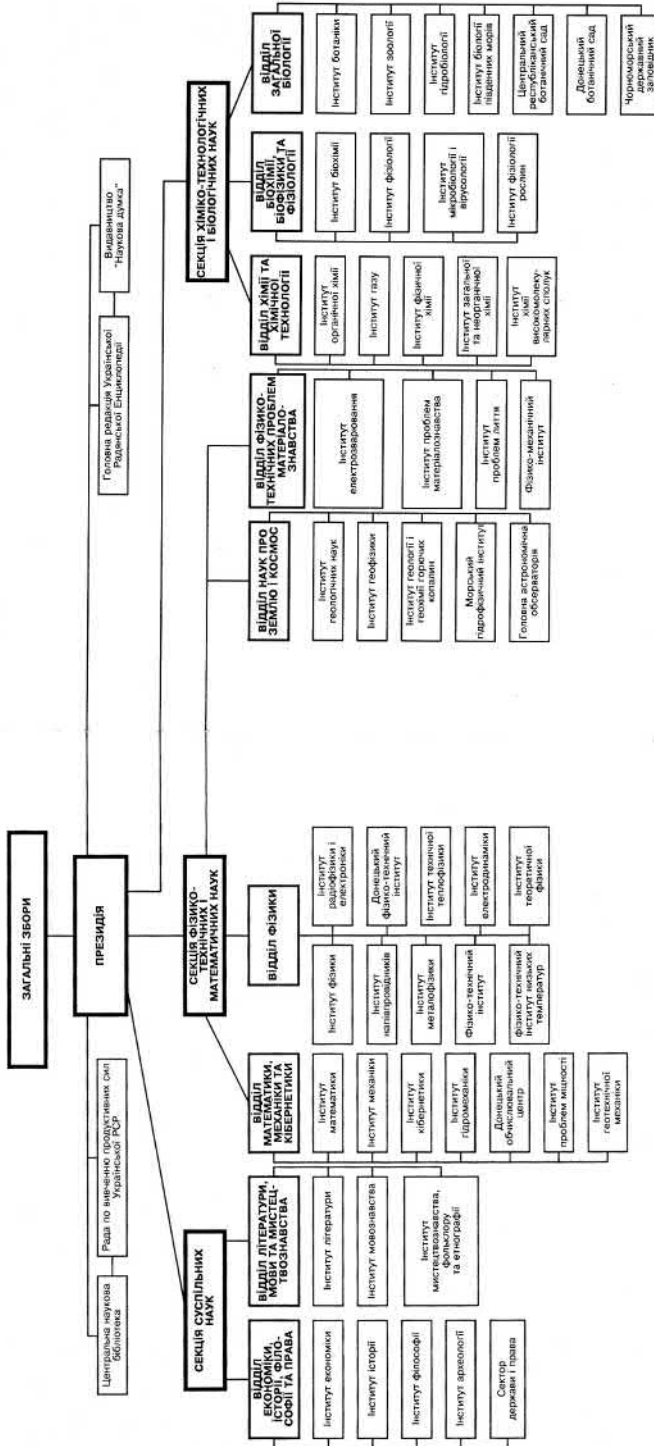 ЗАГАЛЬНІ ЗБОРИ
ПРЕЗИДІЯ
Центральна наукова
бібліотека
Рада по вивченню продуктивних сил
Української РСР
Головна редакція Української
Радянської Енциклопедії
Видавництво
"Наукова думка"
СЕКЦІЯ СУСПІЛЬНИХ
НАУК
СЕКЦІЯ ФІЗИКО-
ТЕХНІЧНИХ І
МАТЕМАТИЧНИХ НАУК
СЕКЦІЯ ХІМІКО-ТЕХНОЛОГІЧНИХ
І БІОЛОГІЧНИХ НАУК
ВІДДІЛ
ЕКОНОМІКИ,
ІСТОРІЇ, ФІЛО-
СОФІЇ ТА ПРАВА
Інститут економіки
Інститут історії
Інститут філософії
Інститут археології
Сектор
держави і права
ВІДДІЛ ЛІТЕРАТУРИ,
МОВИ ТА МИСТЕЦ-
ТВОЗНАВСТВА
Інститут літератури
Інститут мовознавства
Інститут
мистецтвознавства,
фольклору
та етнографії
ВІДДІЛ
МАТЕМАТИКИ,
МЕХАНІКИ ТА
КІБЕРНЕТИКИ
Інститут
математики
Інститут механіки
Інститут
кібернетики
Інститут
гідромеханіки
Донецький
обчислювальний
центр
Інститут
проблем міцності
Інститут
геотехнічної
механіки
ВІДДІЛ ФІЗИКИ
Інститут фізики
Інститут
напівпровідників
Інститут
металофізики
Фізико-технічний
інститут
фізико-технічний
інститут низьких
температур
Інститут
радіофізики і
електроніки
Донецький
фізико-технічний
інститут
Інститут технічної
теплофізики
Інститут
електродинаміки
Інститут
теоратичної
фізики
ВІДДІЛ НАУК ПРО
ЗЕМЛЮ І КОСМОС
Інститут
геологічних наук
Інститут геофізики
Інститут геології і
геохімії горючих
копалин
Морський
гідрофізичний інститут
Головна астрономічна
обсерваторія
ВІДДІЛ ФІЗИКО-
ТЕХНІЧНИХ ПРОБЛЕМ
МАТЕРІАЛО-
ЗНАВСТВА
Інститут
електрозварювання
Інститут проблем
матеріалознавства
Інститут
проблем лиття
Фізико-механічний
інститут
ВІДДІЛ ХІМІЇ ТА
ХІМІЧНОЇ
ТЕХНОЛОГІЇ
Інститут
органічної хімії
Інститут газу
Інститут фізичної
хімії
Інститут загальної
та неорганічної
хімії
Інститут
хімії
високомолеку-
лярних сполук
ВІДДІЛ
БІОХІМІЇ,
БІОФІЗИКИ ТА
ФІЗІОЛОГІЇ
Інститут біохімії
Інститут фізіології
Інститут
мікробіології і
вірусології
Інститут фізіології
рослин
ВІДДІЛ
ЗАГАЛЬНОЇ
БІОЛОГІЇ
Інститут ботаніки
Інститут зоології
Інститут
гідробіології
Інститут біології
південних морів
Центральний
республіканський
ботанічний сад
Донецький
ботанічний сад
Чорноморський
державний
заповідник